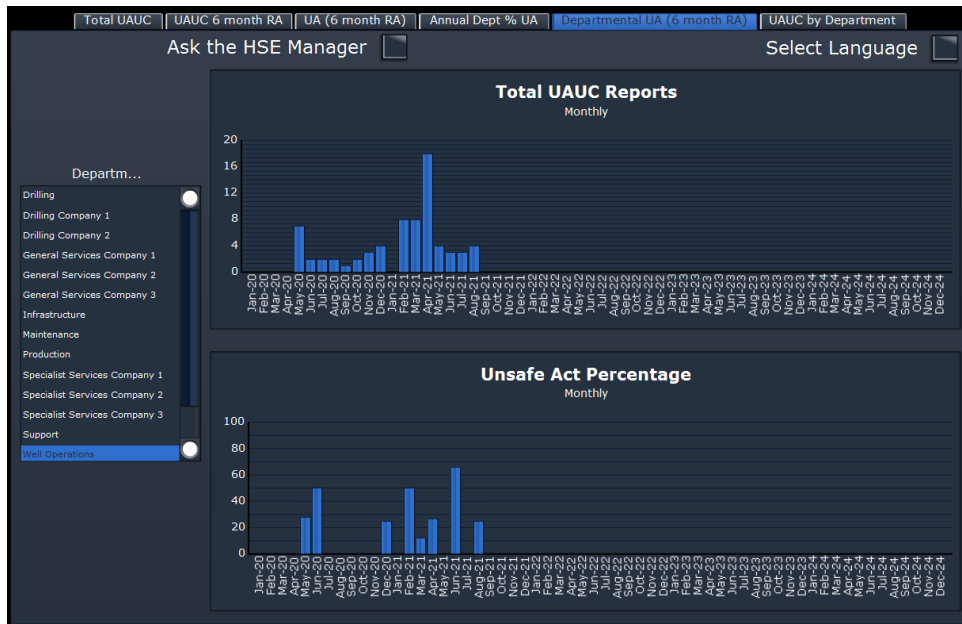 Total UAUC
UAUC 6 month RA
UA (6 month RA)
Annual Dept % UA
Departmental UA (6 month RA)
UAUC by Department
Ask the HSE Manager
Select Language
Departm...
Drilling
Drilling Company 1
Drilling Company 2
General Services Company 1
General Services Company 2
General Services Company 3
Infrastructure
Maintenance
Production
Specialist Services Company 1
Specialist Services Company 2
Specialist Services Company 3
Support
Well Operations
Total UAUC Reports
Monthly
20
16
12
8
4
0
Jan-20
Feb-20
Mar-20
Apr-20
May-20
Jun-20
Jul-20
Aug-20
Sep-20
Oct-20
Nov-20
Dec-20
Jan-21
Feb-21
Mar-21
Apr-21
May-21
Jun-21
Jul-21
Aug-21
Sep-21
Oct-21
Nov-21
Dec-21
Jan-22
Feb-22
Mar-22
Apr-22
May-22
Jun-22
Jul-22
Aug-22
Sep-22
Oct-22
Nov-22
Dec-22
Jan-23
Feb-23
Mar-23
Apr-23
May-23
Jun-23
Jul-23
Aug-23
Sep-23
Oct-23
Nov-23
Dec-23
Jan-24
Feb-24
Mar-24
Apr-24
May-24
Jun-24
Jul-24
Aug-24
Sep-24
Oct-24
Nov-24
Dec-24
Unsafe Act Percentage
Monthly
100
80
60
40
20
0
Jan-20
Feb-20
Mar-20
Apr-20
May-20
Jun-20
Jul-20
Aug-20
Sep-20
Oct-20
Nov-20
Dec-20
Jan-21
Feb-21
Mar-21
Apr-21
May-21
Jun-21
Jul-21
Aug-21
Sep-21
Oct-21
Nov-21
Dec-21
Jan-22
Feb-22
Mar-22
Apr-22
May-22
Jun-22
Jul-22
Aug-22
Sep-22
Oct-22
Nov-22
Dec-22
Jan-23
Feb-23
Mar-23
Apr-23
May-23
Jun-23
Jul-23
Aug-23
Sep-23
Oct-23
Nov-23
Dec-23
Jan-24
Feb-24
Mar-24
Apr-24
May-24
Jun-24
Jul-24
Aug-24
Sep-24
Oct-24
Nov-24
Dec-24